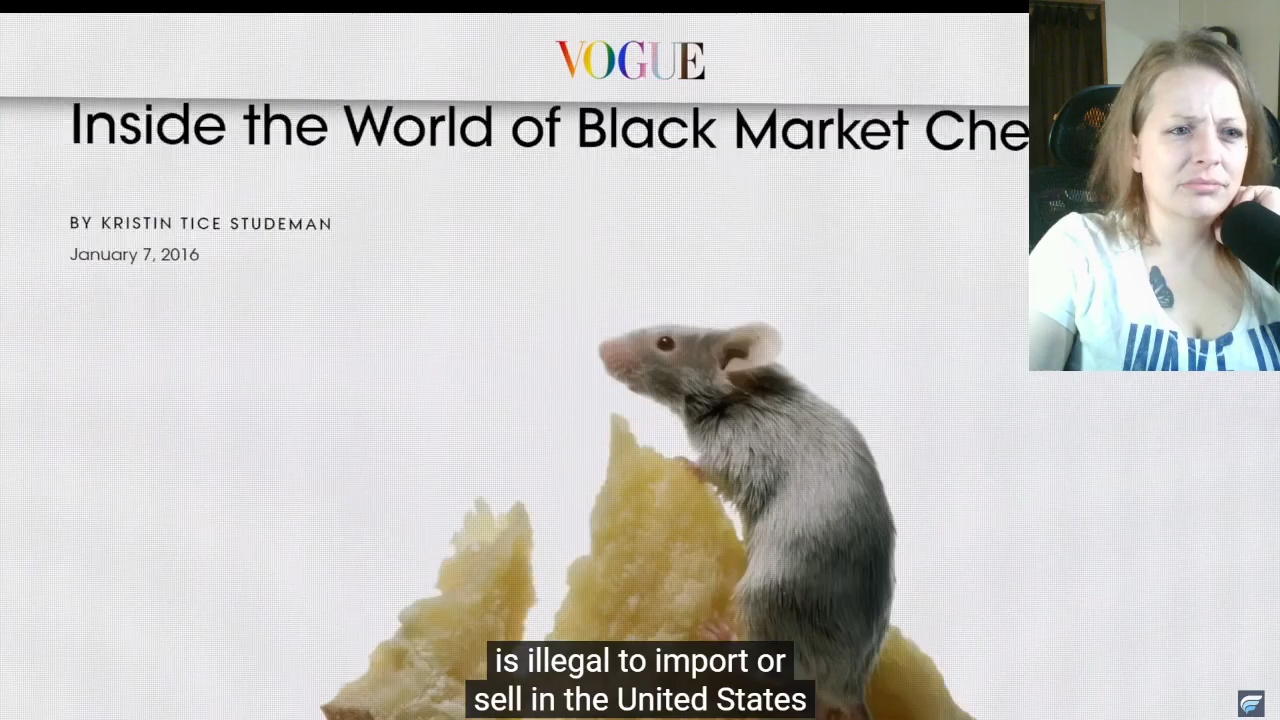 VOGUE
Inside the World of Black Market Che
BY KRISTIN TICE STUDEMAN
January 7, 2016
is illegal to import or
sell in the United States